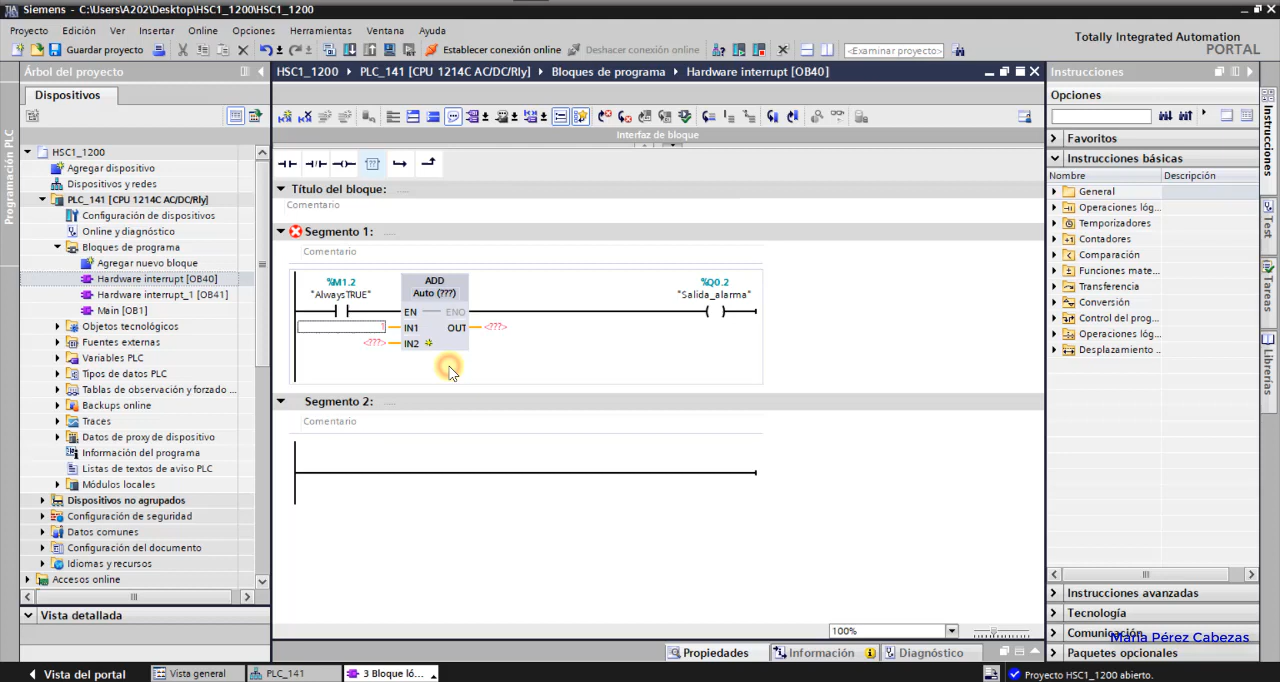 Siemens - C:\Users\A202\Desktop\HSC1_1200\HSC1_1200
Proyecto Edición Ver Insertar Online Opciones Herramientas Ventana Ayuda
Totally Integrated Automation
PORTAL
Guardar proyecto Establecer conexión online Deshacer conexión online <Examinar proyecto>
Árbol del proyecto
HSC1_1200 PLC_141 [CPU 1214C AC/DC/Rly] Bloques de programa Hardware interrupt [OB40]
Instrucciones
Dispositivos
Opciones
Programación PLC
HSC1_1200
Agregar dispositivo
Dispositivos y redes
PLC_141 [CPU 1214C AC/DC/Rly]
Configuración de dispositivos
Online y diagnóstico
Bloques de programa
Agregar nuevo bloque
Hardware interrupt [OB40]
Hardware interrupt_1 [OB41]
Main [OB1]
Objetos tecnológicos
Fuentes externas
Variables PLC
Tipos de datos PLC
Tablas de observación y forzado ...
Backups online
Traces
Datos de proxy de dispositivo
Información del programa
Listas de textos de aviso PLC
Módulos locales
Dispositivos no agrupados
Configuración de seguridad
Datos comunes
Configuración del documento
Idiomas y recursos
Accesos online
Vista detallada
Interfaz de bloque
Título del bloque: .....
Comentario
Segmento 1: .....
Comentario
%M1.2
"AlwaysTRUE"
ADD
Auto (???)
EN ENO
1 IN1 OUT <???>
<???> IN2
%Q0.2
"Salida_alarma"
Segmento 2: .....
Comentario
100%
Propiedades Información Diagnóstico
Favoritos
Instrucciones básicas
Nombre Descripción
General
Operaciones lóg...
Temporizadores
Contadores
Comparación
Funciones mate...
Transferencia
Conversión
Control del prog...
Operaciones lóg...
Desplazamiento ...
Instrucciones avanzadas
Tecnología
Comunicación
María Pérez Cabezas
Paquetes opcionales
Instrucciones
Test
Tareas
Librerías
Vista del portal Vista general PLC_141 3 Bloque ló...
Proyecto HSC1_1200 abierto.